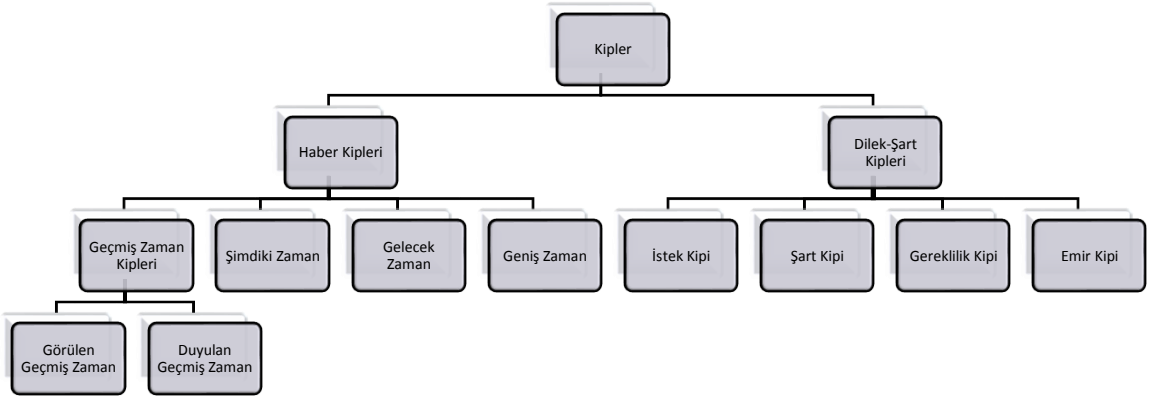 Kipler
Haber Kipleri
Dilek-Şart
Kipleri
Geçmiş Zaman
Kipleri
Şimdiki Zaman
Gelecek
Zaman
Geniş Zaman
İstek Kipi
Şart Kipi
Gereklilik Kipi
Emir Kipi
Görülen
Geçmiş Zaman
Duyulan
Geçmiş Zaman